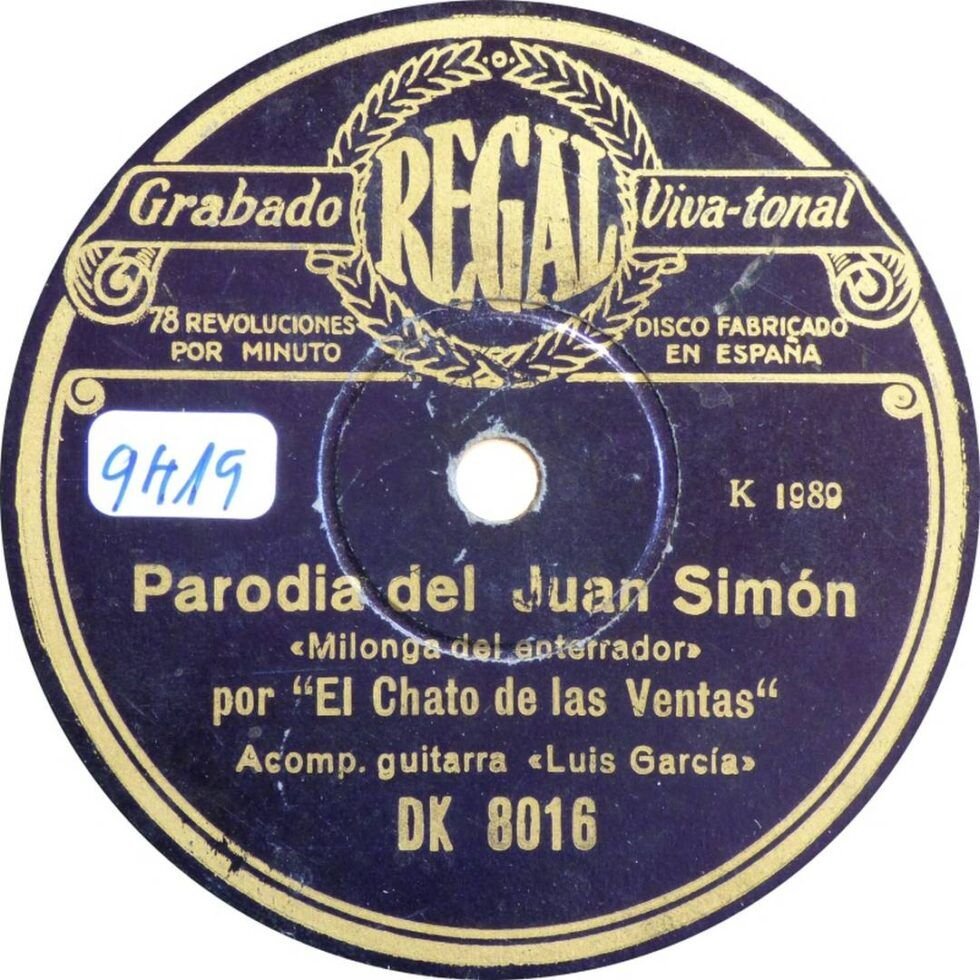 REGAL
Grabado Viva-tonal
78 REVOLUCIONES
POR MINUTO
DISCO FABRICADO
EN ESPAÑA
9419
K 1989
Parodia del Juan Simón
«Milonga del enterrador»
por “El Chato de las Ventas“
Acomp. guitarra «Luis García»
DK 8016